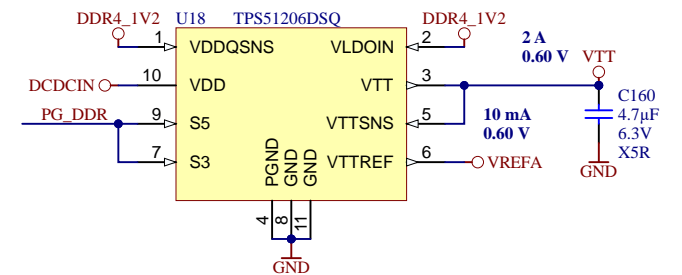 DDR4_1V2
U18 TPS51206DSQ
DDR4_1V2
1 VDDQSNS
VLDOIN 2
2 A
0.60 V
VTT
DCDCIN
10 VDD
VTT 3
C160
4.7µF
6.3V
X5R
GND
PG_DDR
9 S5
VTTSNS 5
10 mA
0.60 V
7 S3
VTTREF 6
VREFA
PGND
GND
GND
4
8
11
GND